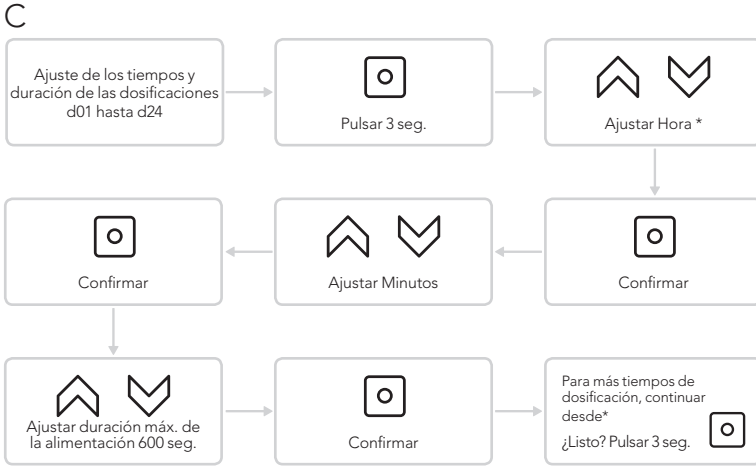 C
Ajuste de los tiempos y
duración de las dosificaciones
d01 hasta d24
Pulsar 3 seg.
Ajustar Hora *
Confirmar
Ajustar Minutos
Confirmar
Ajustar duración máx. de
la alimentación 600 seg.
Confirmar
Para más tiempos de
dosificación, continuar
desde*
¿Listo? Pulsar 3 seg.